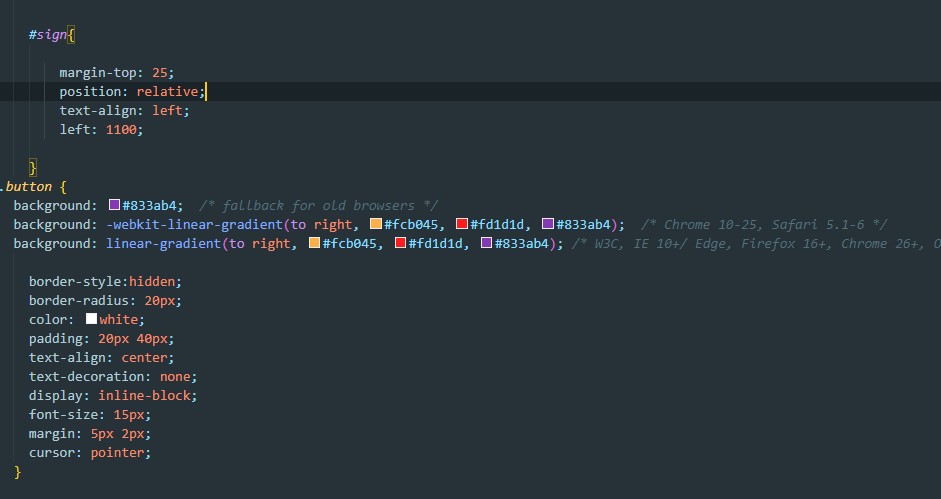 #sign{
margin-top: 25;
position: relative;
text-align: left;
left: 1100;
}
.button {
background: #833ab4; /* fallback for old browsers */
background: -webkit-linear-gradient(to right, #fcb045, #fd1d1d, #833ab4); /* Chrome 10-25, Safari 5.1-6 */
background: linear-gradient(to right, #fcb045, #fd1d1d, #833ab4); /* W3C, IE 10+/ Edge, Firefox 16+, Chrome 26+, O
border-style:hidden;
border-radius: 20px;
color: white;
padding: 20px 40px;
text-align: center;
text-decoration: none;
display: inline-block;
font-size: 15px;
margin: 5px 2px;
cursor: pointer;
}